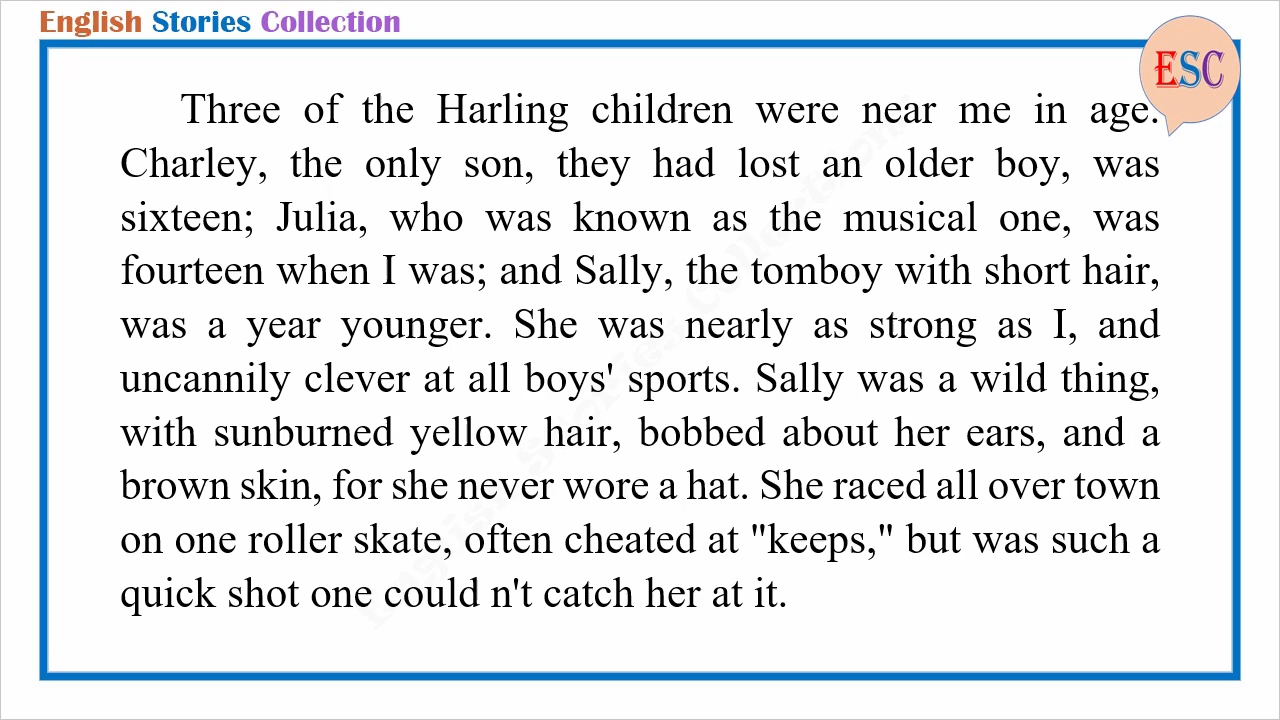 English Stories Collection
ESC
Three of the Harling children were near me in age.
Charley, the only son, they had lost an older boy, was
sixteen; Julia, who was known as the musical one, was
fourteen when I was; and Sally, the tomboy with short hair,
was a year younger. She was nearly as strong as I, and
uncannily clever at all boys' sports. Sally was a wild thing,
with sunburned yellow hair, bobbed about her ears, and a
brown skin, for she never wore a hat. She raced all over town
on one roller skate, often cheated at "keeps," but was such a
quick shot one could n't catch her at it.
English Stories Collection